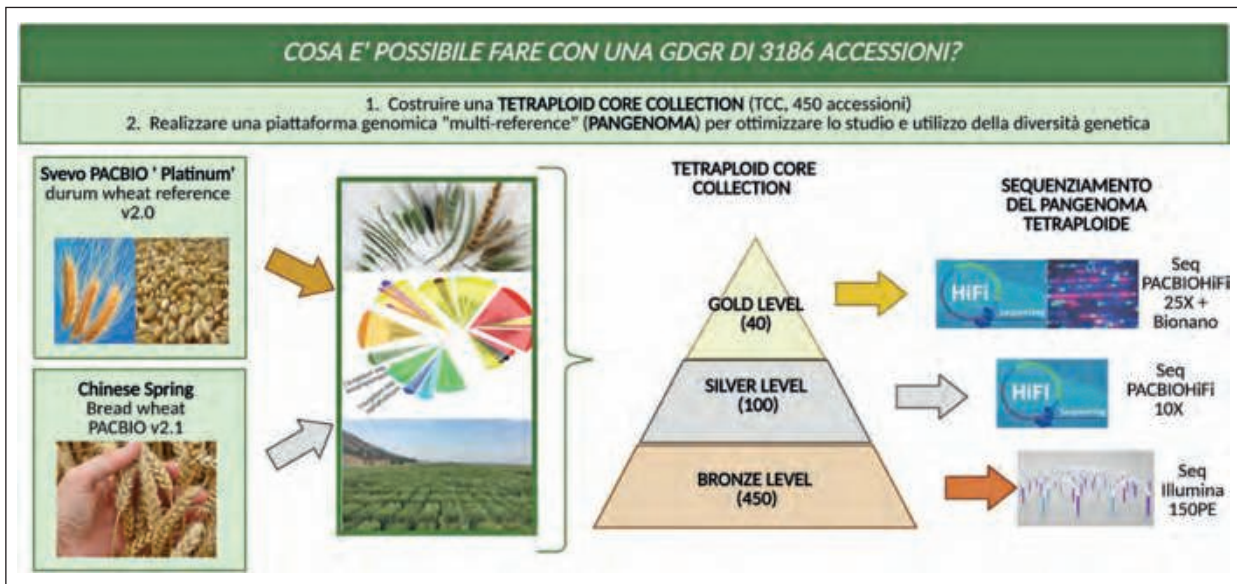 COSA E' POSSIBILE FARE CON UNA GDGR DI 3186 ACCESSIONI?
1. Costruire una TETRAPLOID CORE COLLECTION (TCC, 450 accessioni)
2. Realizzare una piattaforma genomica "multi-reference" (PANGENOMA) per ottimizzare lo studio e utilizzo della diversità genetica
Svevo PACBIO ' Platinum'
durum wheat reference
v2.0
Chinese Spring
Bread wheat
PACBIO v2.1
TETRAPLOID CORE
COLLECTION
GOLD LEVEL
(40)
SILVER LEVEL
(100)
BRONZE LEVEL
(450)
SEQUENZIAMENTO
DEL PANGENOMA
TETRAPLOIDE
HiFi
Sequencing
Seq
PACBIOHiFi
25X +
Bionano
HiFi
Sequencing
Seq
PACBIOHiFi
10X
Seq
Illumina
150PE